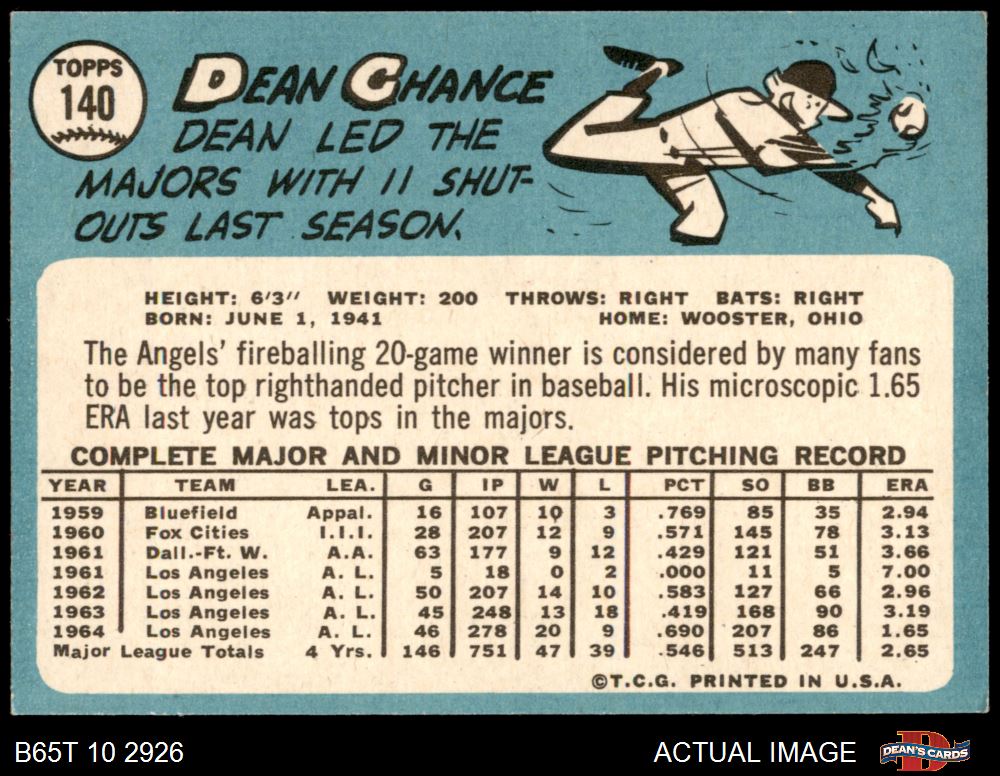 TOPPS
140
DEAN CHANCE
DEAN LED THE
MAJORS WITH 11 SHUT-
OUTS LAST SEASON.
HEIGHT: 6'3" WEIGHT: 200 THROWS: RIGHT BATS: RIGHT
BORN: JUNE 1, 1941 HOME: WOOSTER, OHIO
The Angels' fireballing 20-game winner is considered by many fans
to be the top righthanded pitcher in baseball. His microscopic 1.65
ERA last year was tops in the majors.
COMPLETE MAJOR AND MINOR LEAGUE PITCHING RECORD
YEAR TEAM LEA. G IP W L PCT SO BB ERA
1959 Bluefield Appal. 16 107 10 3 .769 85 35 2.94
1960 Fox Cities I.I.I. 28 207 12 9 .571 145 78 3.13
1961 Dall.-Ft. W. A.A. 63 177 9 12 .429 121 51 3.66
1961 Los Angeles A. L. 5 18 0 2 .000 11 5 7.00
1962 Los Angeles A. L. 50 207 14 10 .583 127 66 2.96
1963 Los Angeles A. L. 45 248 13 18 .419 168 90 3.19
1964 Los Angeles A. L. 46 278 20 9 .690 207 86 1.65
Major League Totals 4 Yrs. 146 751 47 39 .546 513 247 2.65
©T.C.G. PRINTED IN U.S.A.
B65T 10 2926 ACTUAL IMAGE DEAN'S CARDS